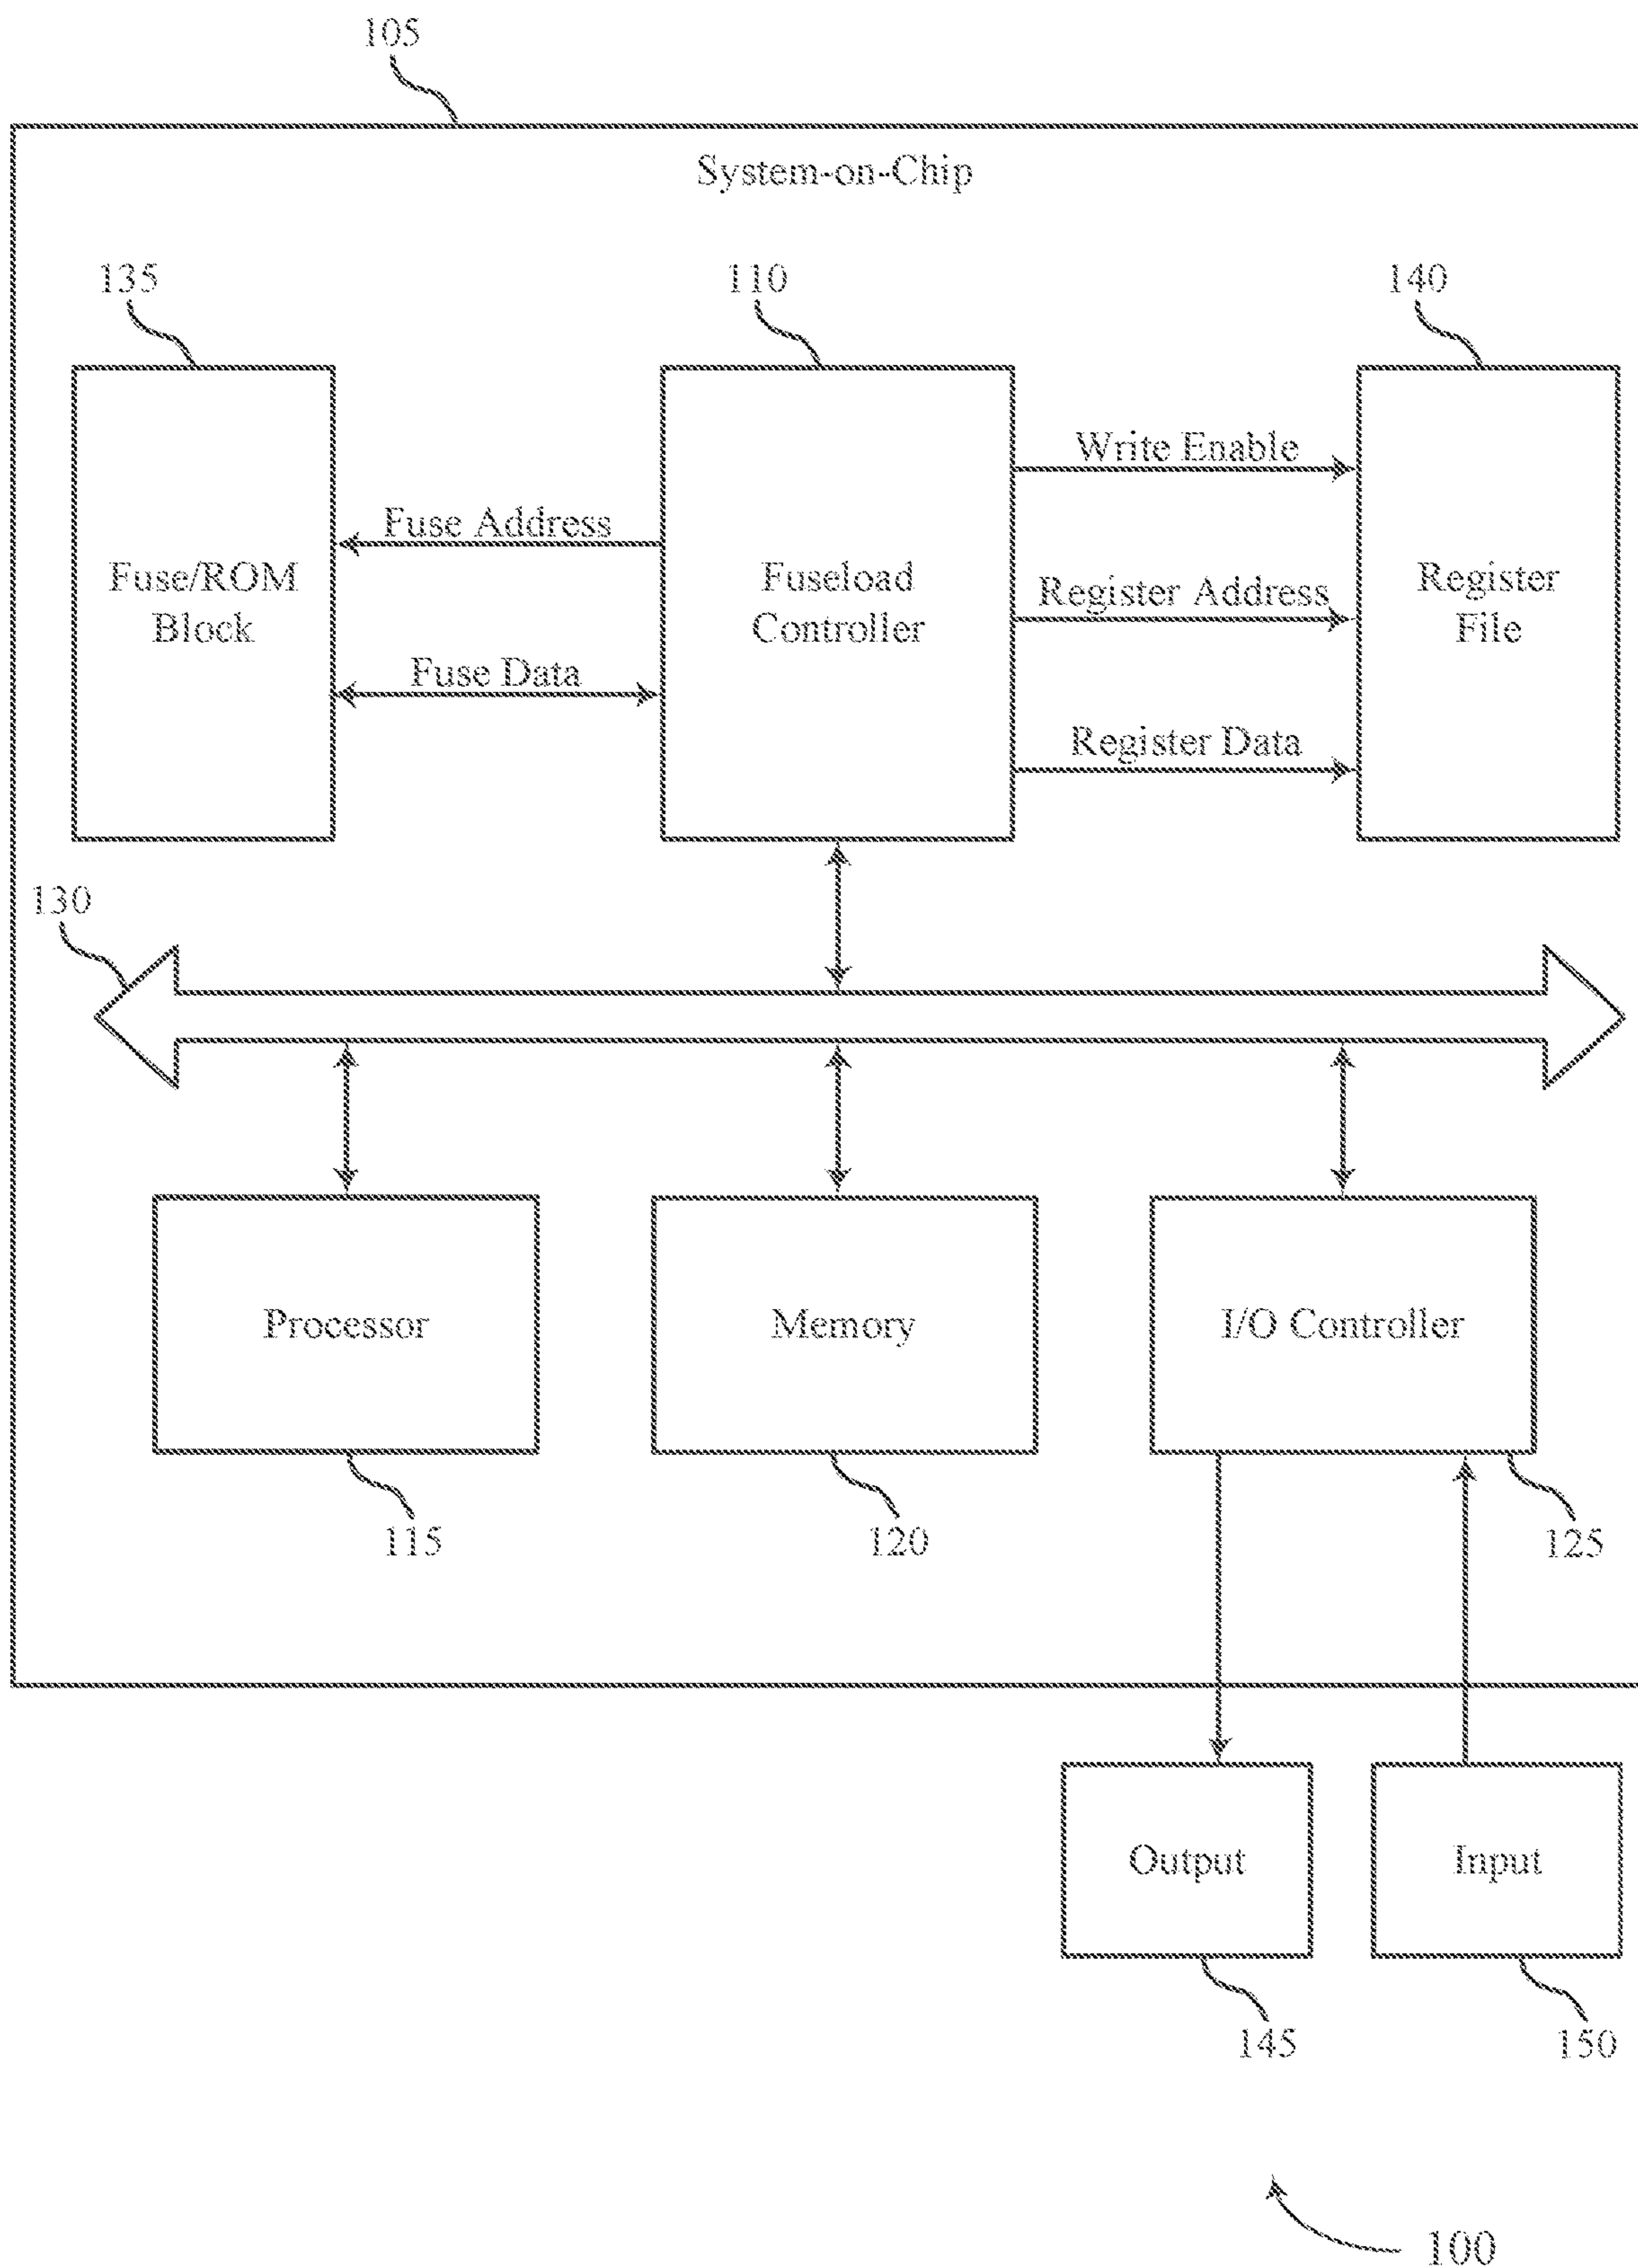 105
System-on-Chip
135
110
140
Write Enable
Fuse Address
Fuse/ROM
Block
Fuseload
Controller
Register Address
Register
File
Fuse Data
Register Data
130
Processor
Memory
I/O Controller
115
120
125
Output
Input
145
150
100